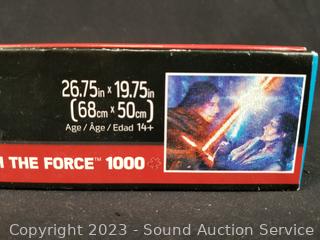 26.75in x 19.75in
(68cm x 50cm)
Age / Âge / Edad 14+
THE FORCE™ 1000
Copyright 2023 - Sound Auction Service